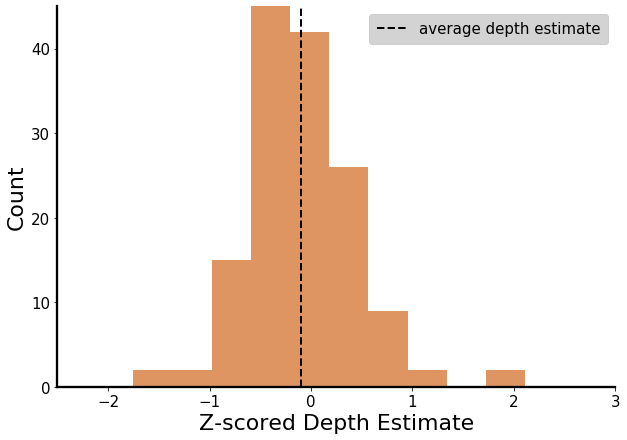 average depth estimate
40
30
20
10
0
Count
−2 −1 0 1 2 3
Z-scored Depth Estimate